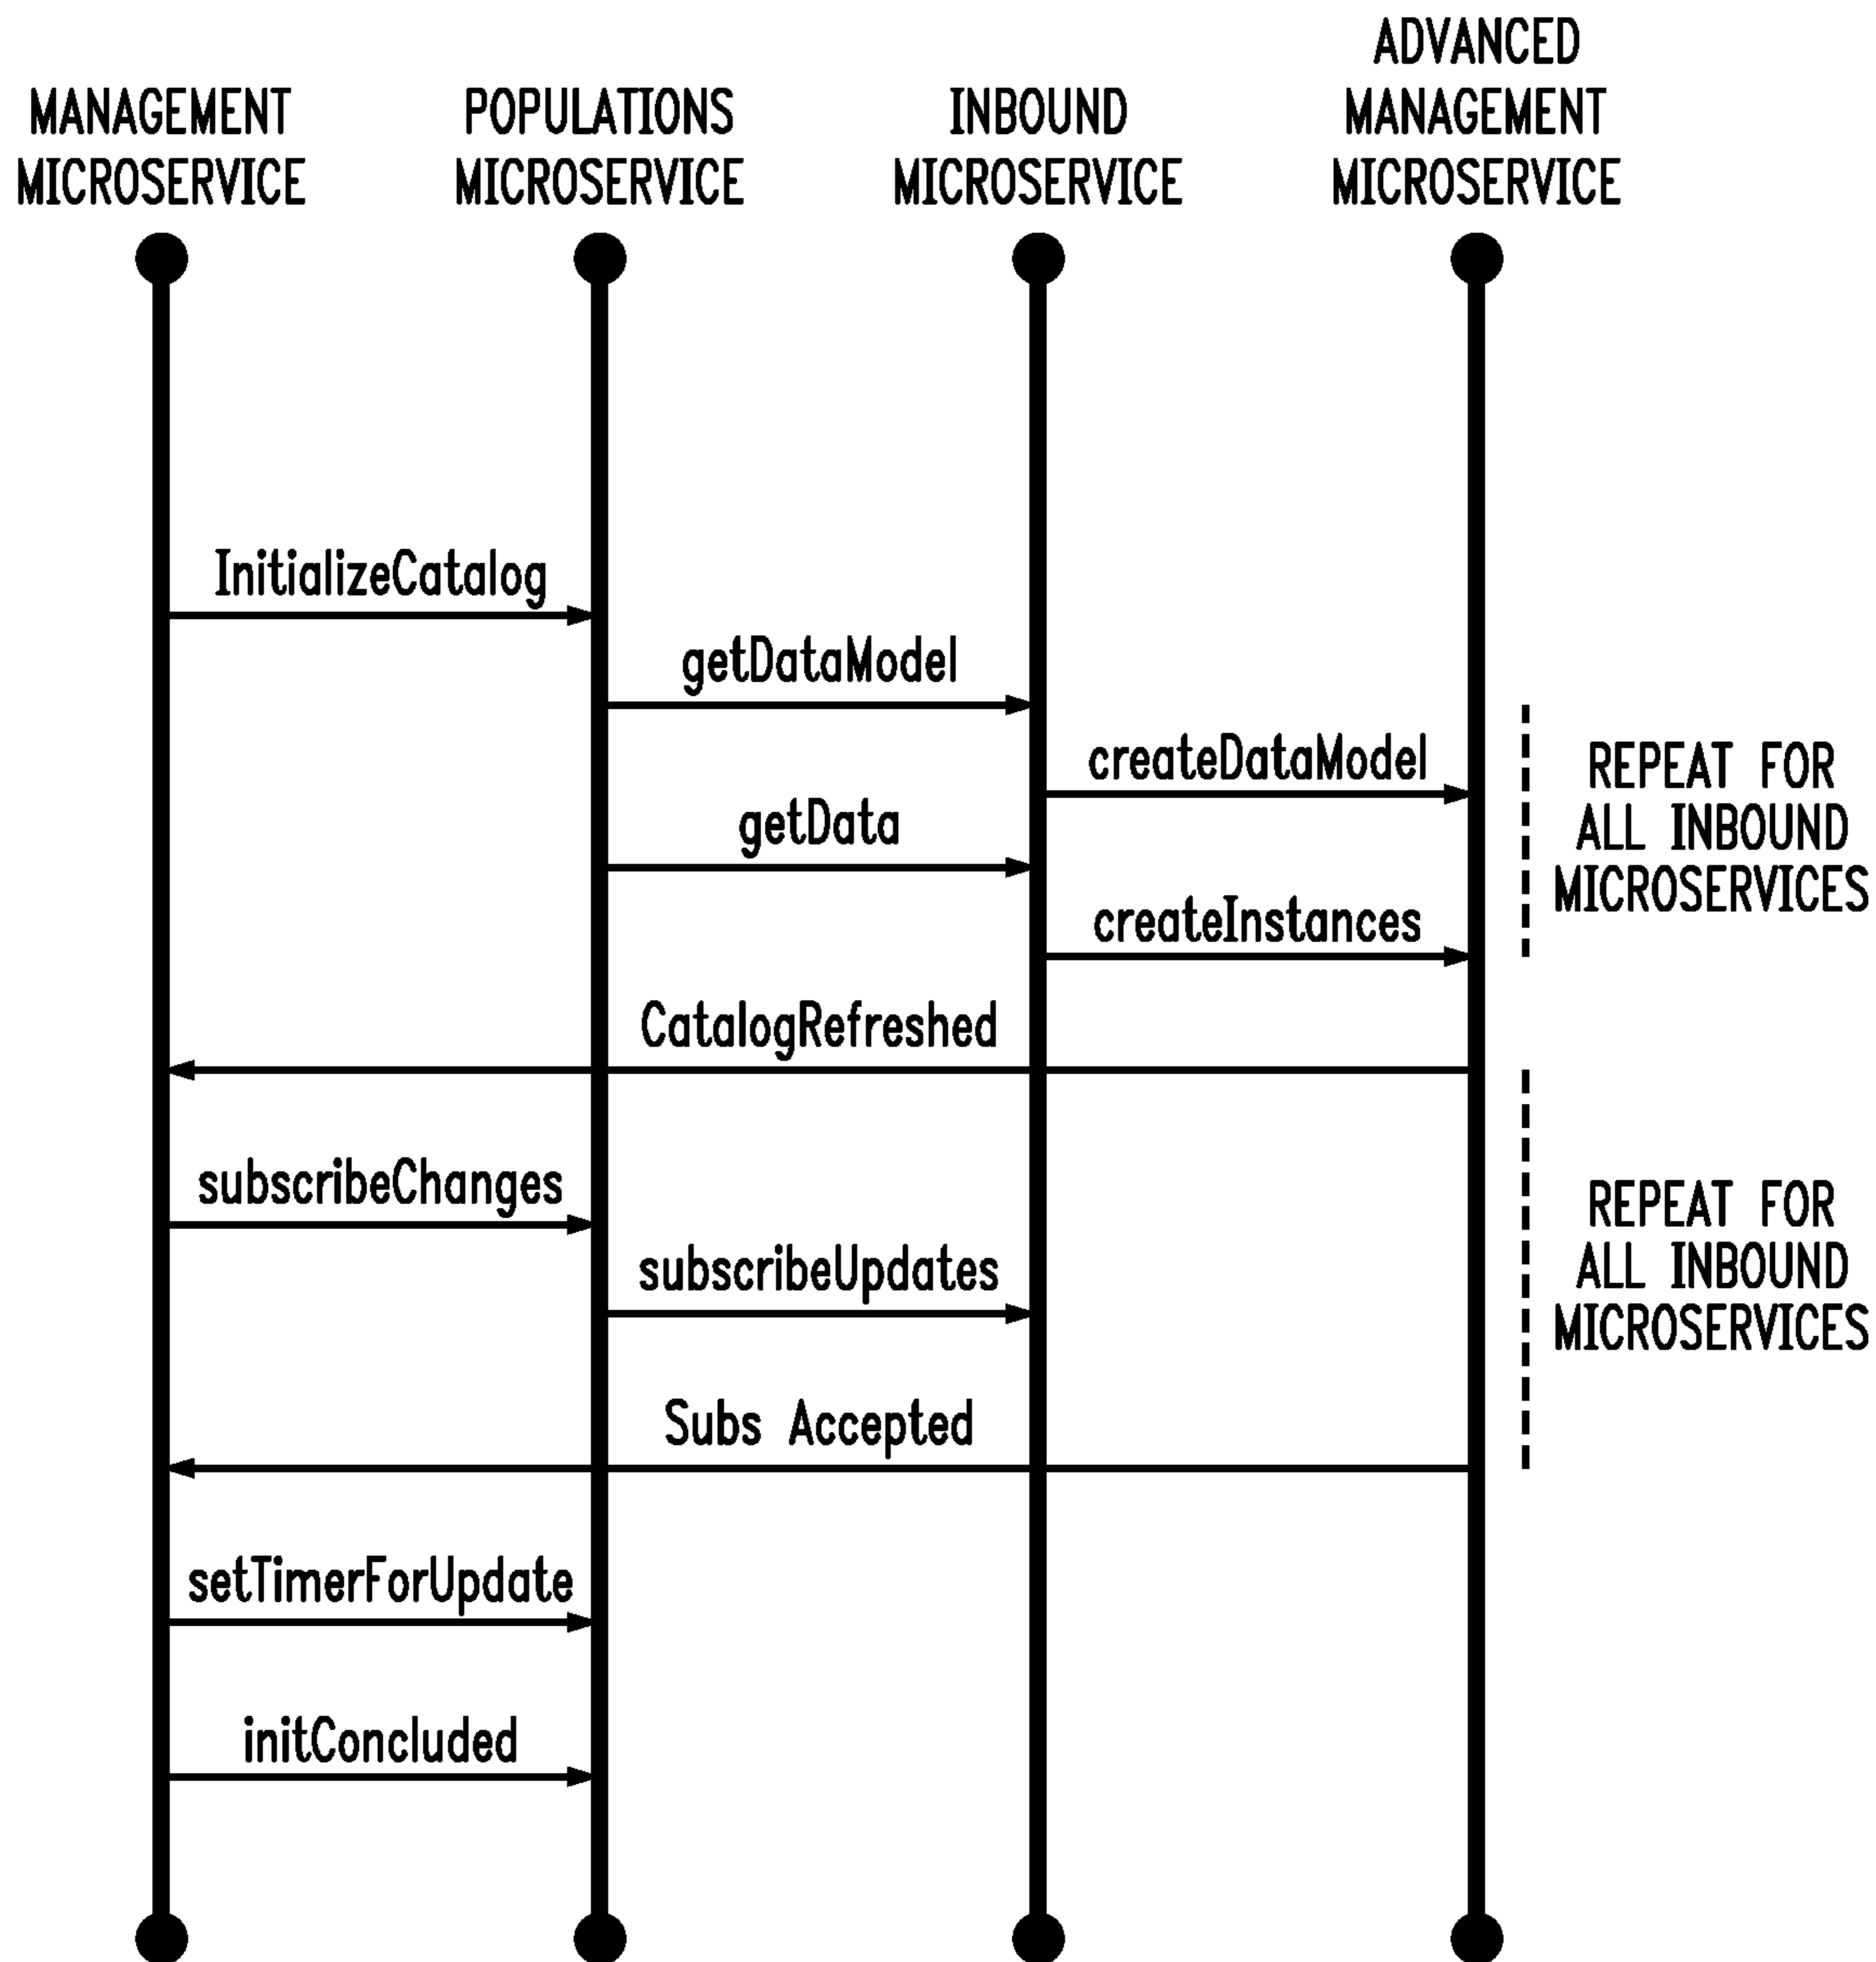 MANAGEMENT
MICROSERVICE
POPULATIONS
MICROSERVICE
INBOUND
MICROSERVICE
ADVANCED
MANAGEMENT
MICROSERVICE
InitializeCatalog
getDataModel
createDataModel
getData
createInstances
REPEAT FOR
ALL INBOUND
MICROSERVICES
CatalogRefreshed
subscribeChanges
subscribeUpdates
REPEAT FOR
ALL INBOUND
MICROSERVICES
Subs Accepted
setTimerForUpdate
initConcluded